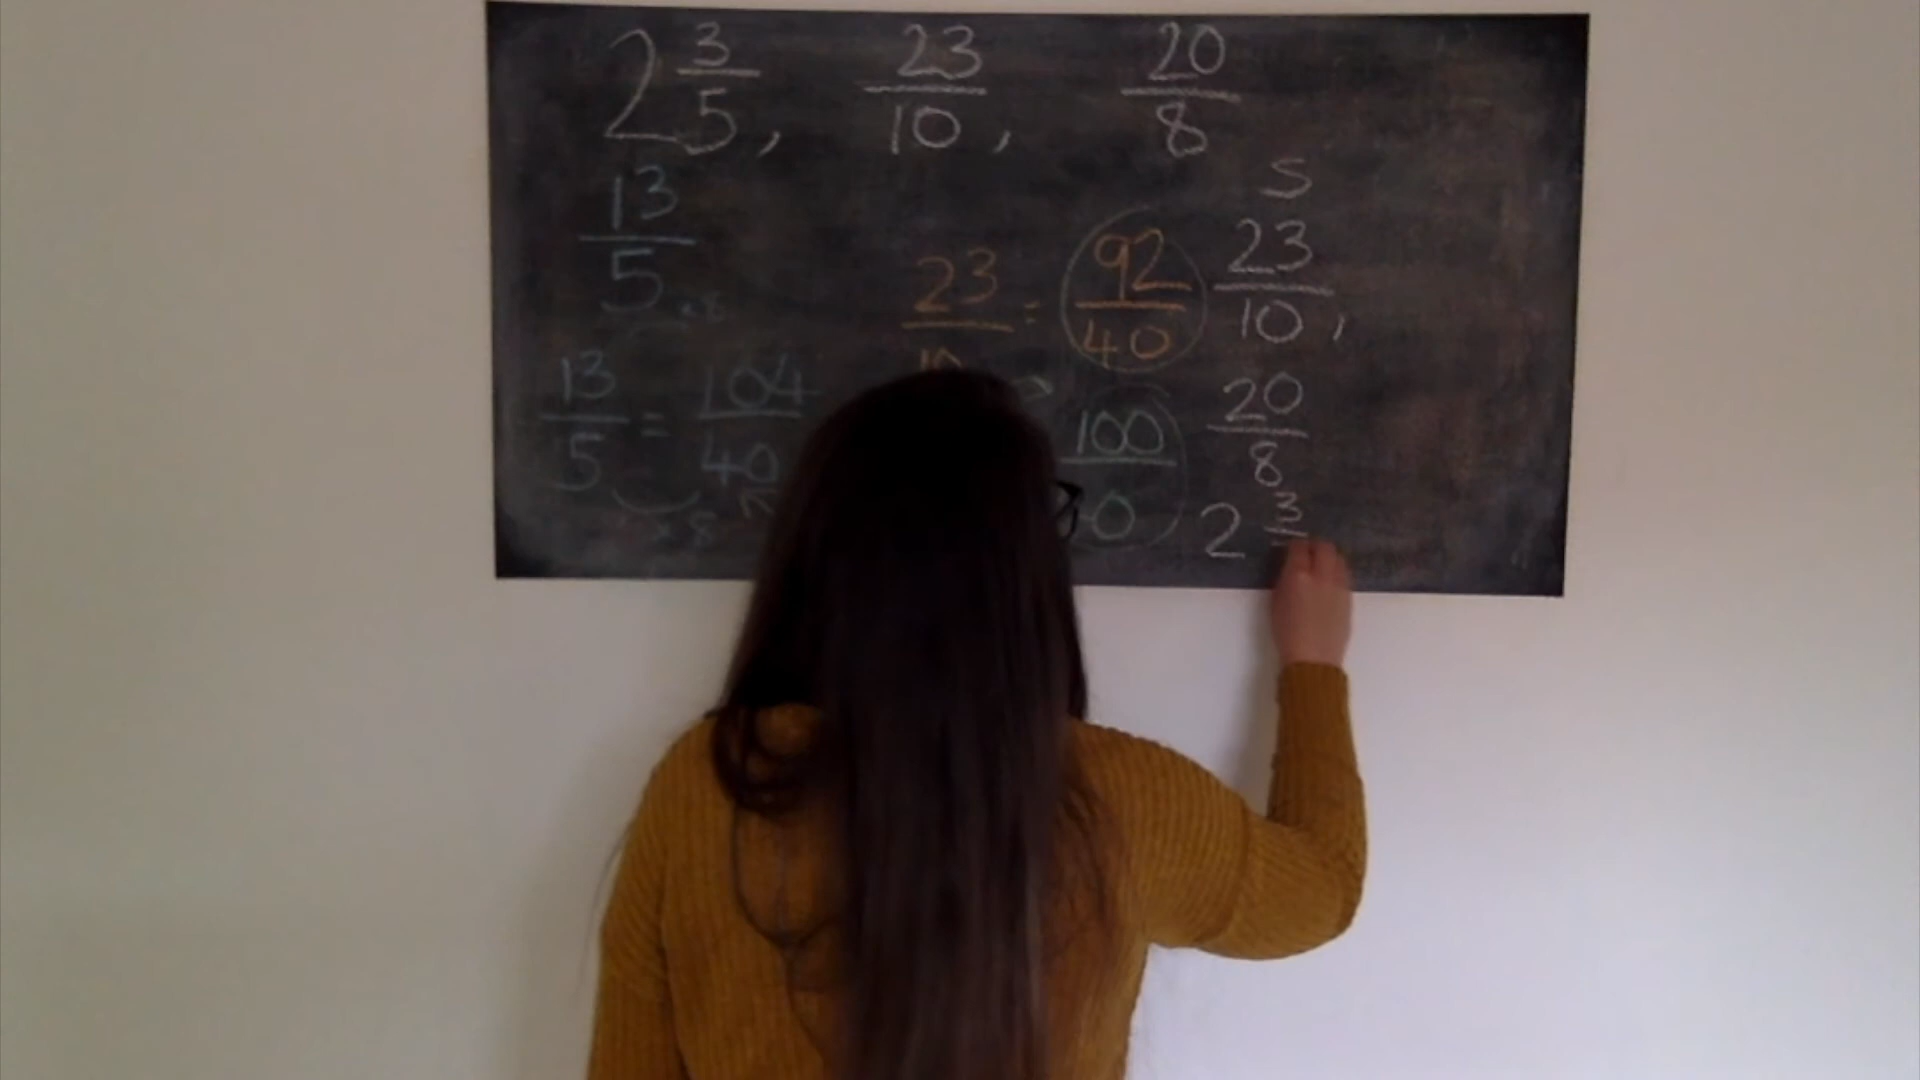 2 3/5, 23/10, 20/8
13/5
S
23/10 = 92/40
23/10,
13/5 = 104/40
100
20/8
× 8
2 3